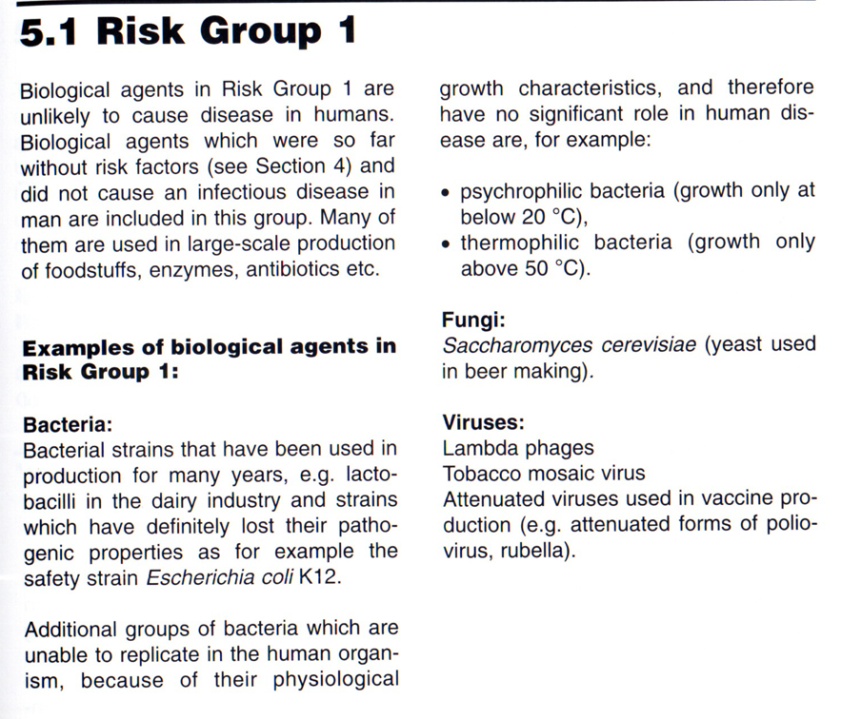 5.1 Risk Group 1
Biological agents in Risk Group 1 are
unlikely to cause disease in humans.
Biological agents which were so far
without risk factors (see Section 4) and
did not cause an infectious disease in
man are included in this group. Many of
them are used in large-scale production
of foodstuffs, enzymes, antibiotics etc.
Examples of biological agents in
Risk Group 1:
Bacteria:
Bacterial strains that have been used in
production for many years, e.g. lacto-
bacilli in the dairy industry and strains
which have definitely lost their patho-
genic properties as for example the
safety strain Escherichia coli K12.
Additional groups of bacteria which are
unable to replicate in the human organ-
ism, because of their physiological
growth characteristics, and therefore
have no significant role in human dis-
ease are, for example:
• psychrophilic bacteria (growth only at
below 20 °C),
• thermophilic bacteria (growth only
above 50 °C).
Fungi:
Saccharomyces cerevisiae (yeast used
in beer making).
Viruses:
Lambda phages
Tobacco mosaic virus
Attenuated viruses used in vaccine pro-
duction (e.g. attenuated forms of polio-
virus, rubella).